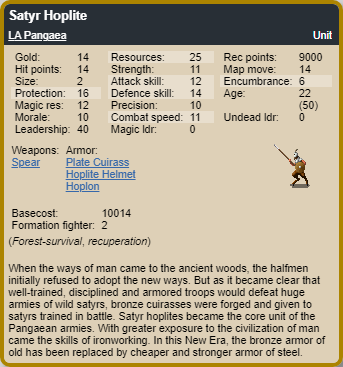 Satyr Hoplite
LA Pangaea Unit
Gold: 14 Resources: 25 Rec points: 9000
Hit points: 14 Strength: 11 Map move: 14
Size: 2 Attack skill: 12 Encumbrance: 6
Protection: 16 Defence skill: 14 Age: 22
Magic res: 12 Precision: 10 (50)
Morale: 10 Combat speed: 11 Undead ldr: 0
Leadership: 40 Magic ldr: 0
Weapons: Armor:
Spear Plate Cuirass
Hoplite Helmet
Hoplon
Basecost: 10014
Formation fighter: 2
(Forest-survival, recuperation)
When the ways of man came to the ancient woods, the halfmen
initially refused to adopt the new ways. But as it became clear that
well-trained, disciplined and armored troops would defeat huge
armies of wild satyrs, bronze cuirasses were forged and given to
satyrs trained in battle. Satyr hoplites became the core unit of the
Pangaean armies. With greater exposure to the civilization of man
came the skills of ironworking. In this New Era, the bronze armor of
old has been replaced by cheaper and stronger armor of steel.